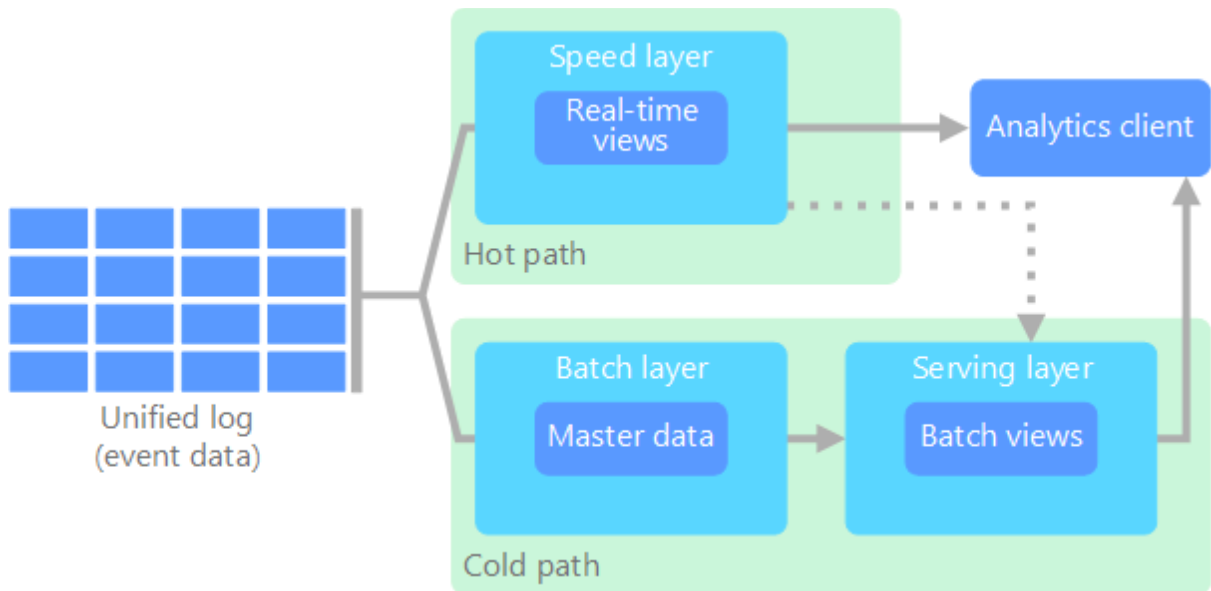 Speed layer
Real-time
views
Analytics client
Hot path
Unified log
(event data)
Batch layer
Master data
Serving layer
Batch views
Cold path